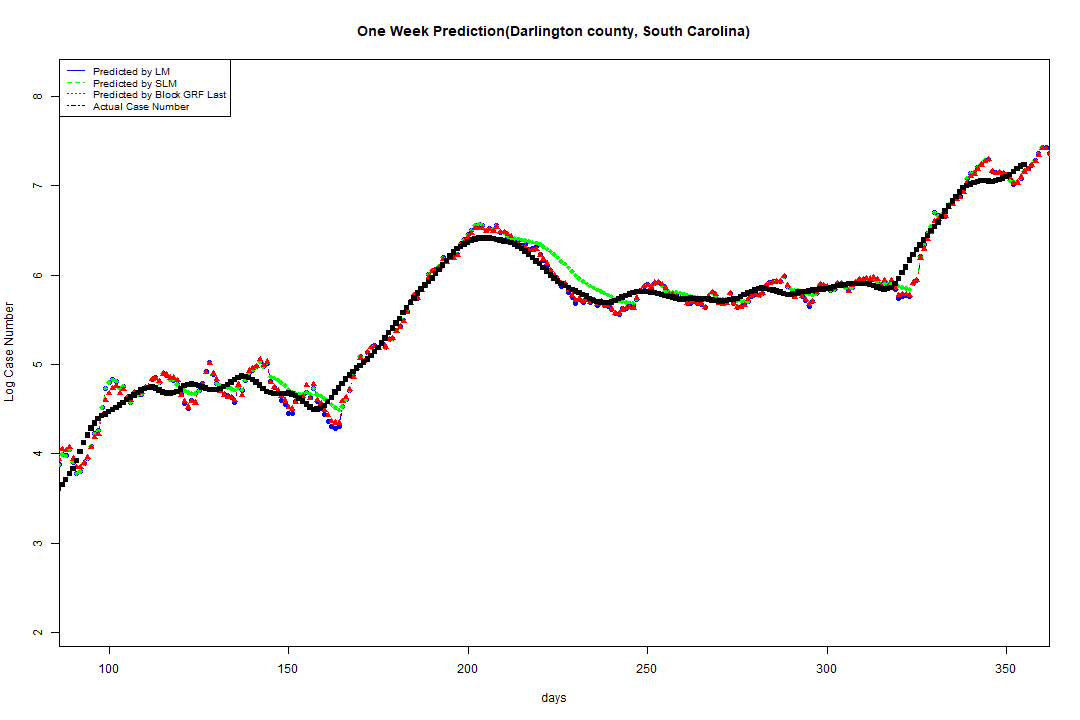 One Week Prediction(Darlington county, South Carolina)
Predicted by LM
Predicted by SLM
Predicted by Block GRF Last
Actual Case Number
8
7
6
5
4
3
2
Log Case Number
100 150 200 250 300 350
days